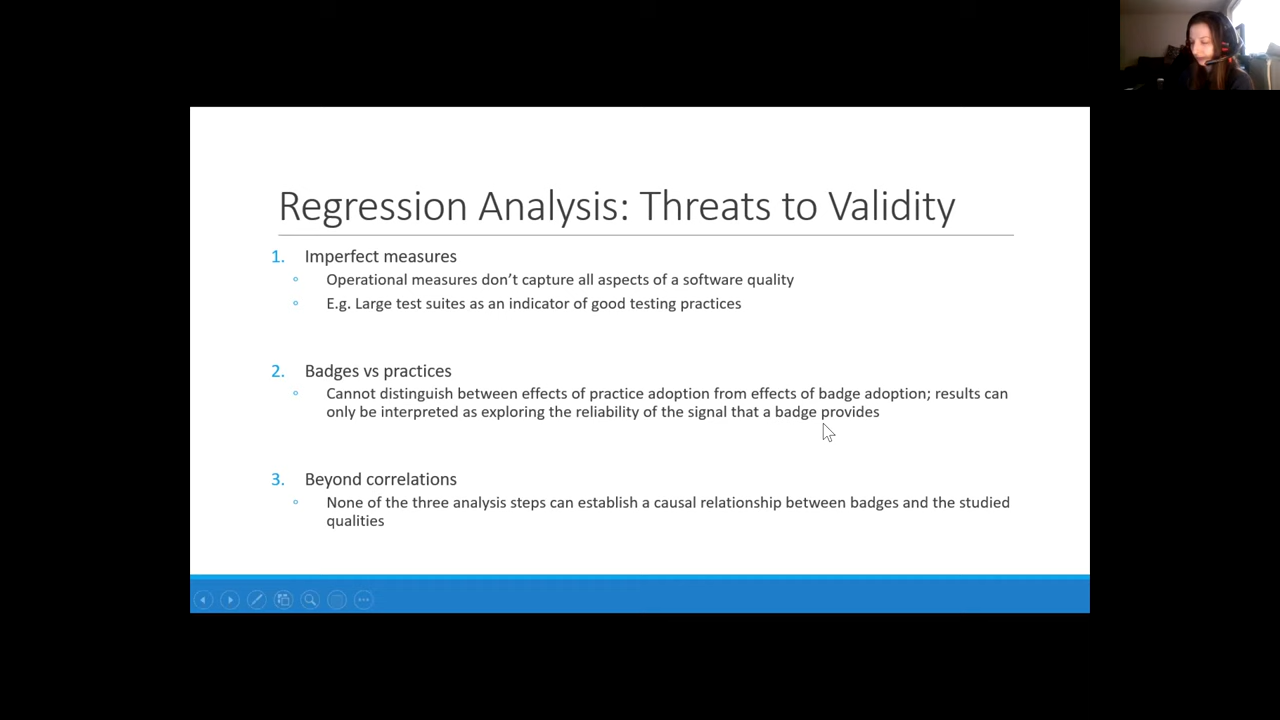 Regression Analysis: Threats to Validity
1. Imperfect measures
Operational measures don't capture all aspects of a software quality
E.g. Large test suites as an indicator of good testing practices
2. Badges vs practices
Cannot distinguish between effects of practice adoption from effects of badge adoption; results can
only be interpreted as exploring the reliability of the signal that a badge provides
3. Beyond correlations
None of the three analysis steps can establish a causal relationship between badges and the studied
qualities